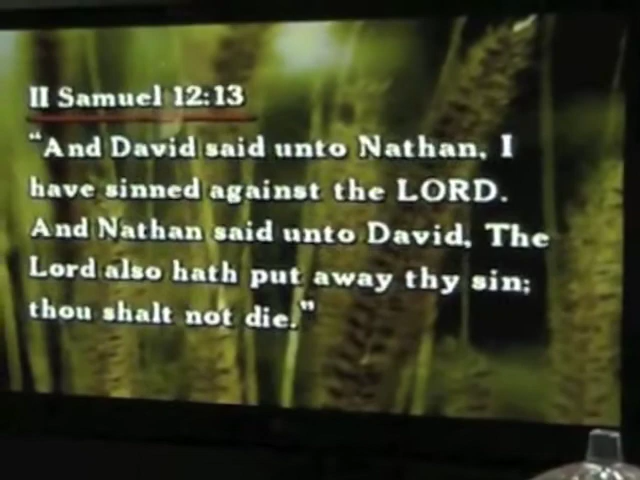 II Samuel 12:13
"And David said unto Nathan, I
have sinned against the LORD.
And Nathan said unto David, The
Lord also hath put away thy sin;
thou shalt not die."